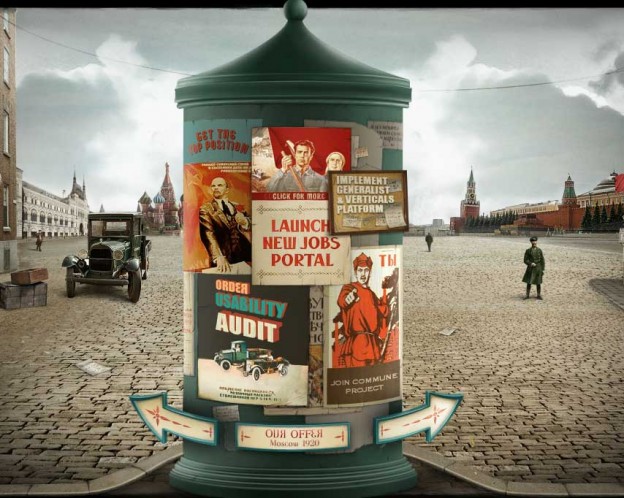 GET THE
TOP POSITION
CLICK FOR MORE
IMPLEMENT
GENERALIST
& VERTICALS
PLATFORM
LAUNCH
NEW JOBS
PORTAL
ТЫ
ORDER
USABILITY
AUDIT
JOIN COMMUNE
PROJECT
OUR OFFER
Moscow 1920